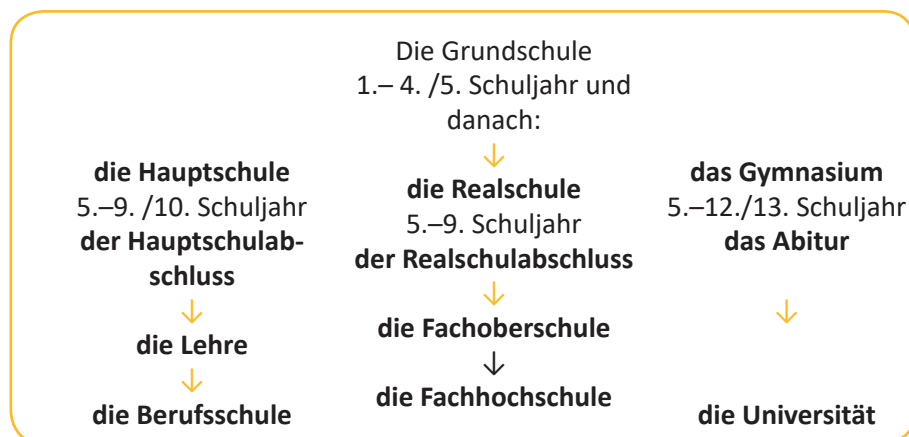 Die Grundschule
1.– 4. /5. Schuljahr und
danach:
die Hauptschule
5.–9. /10. Schuljahr
der Hauptschulab-
schluss
die Lehre
die Berufsschule
die Realschule
5.–9. Schuljahr
der Realschulabschluss
die Fachoberschule
die Fachhochschule
das Gymnasium
5.–12./13. Schuljahr
das Abitur
die Universität